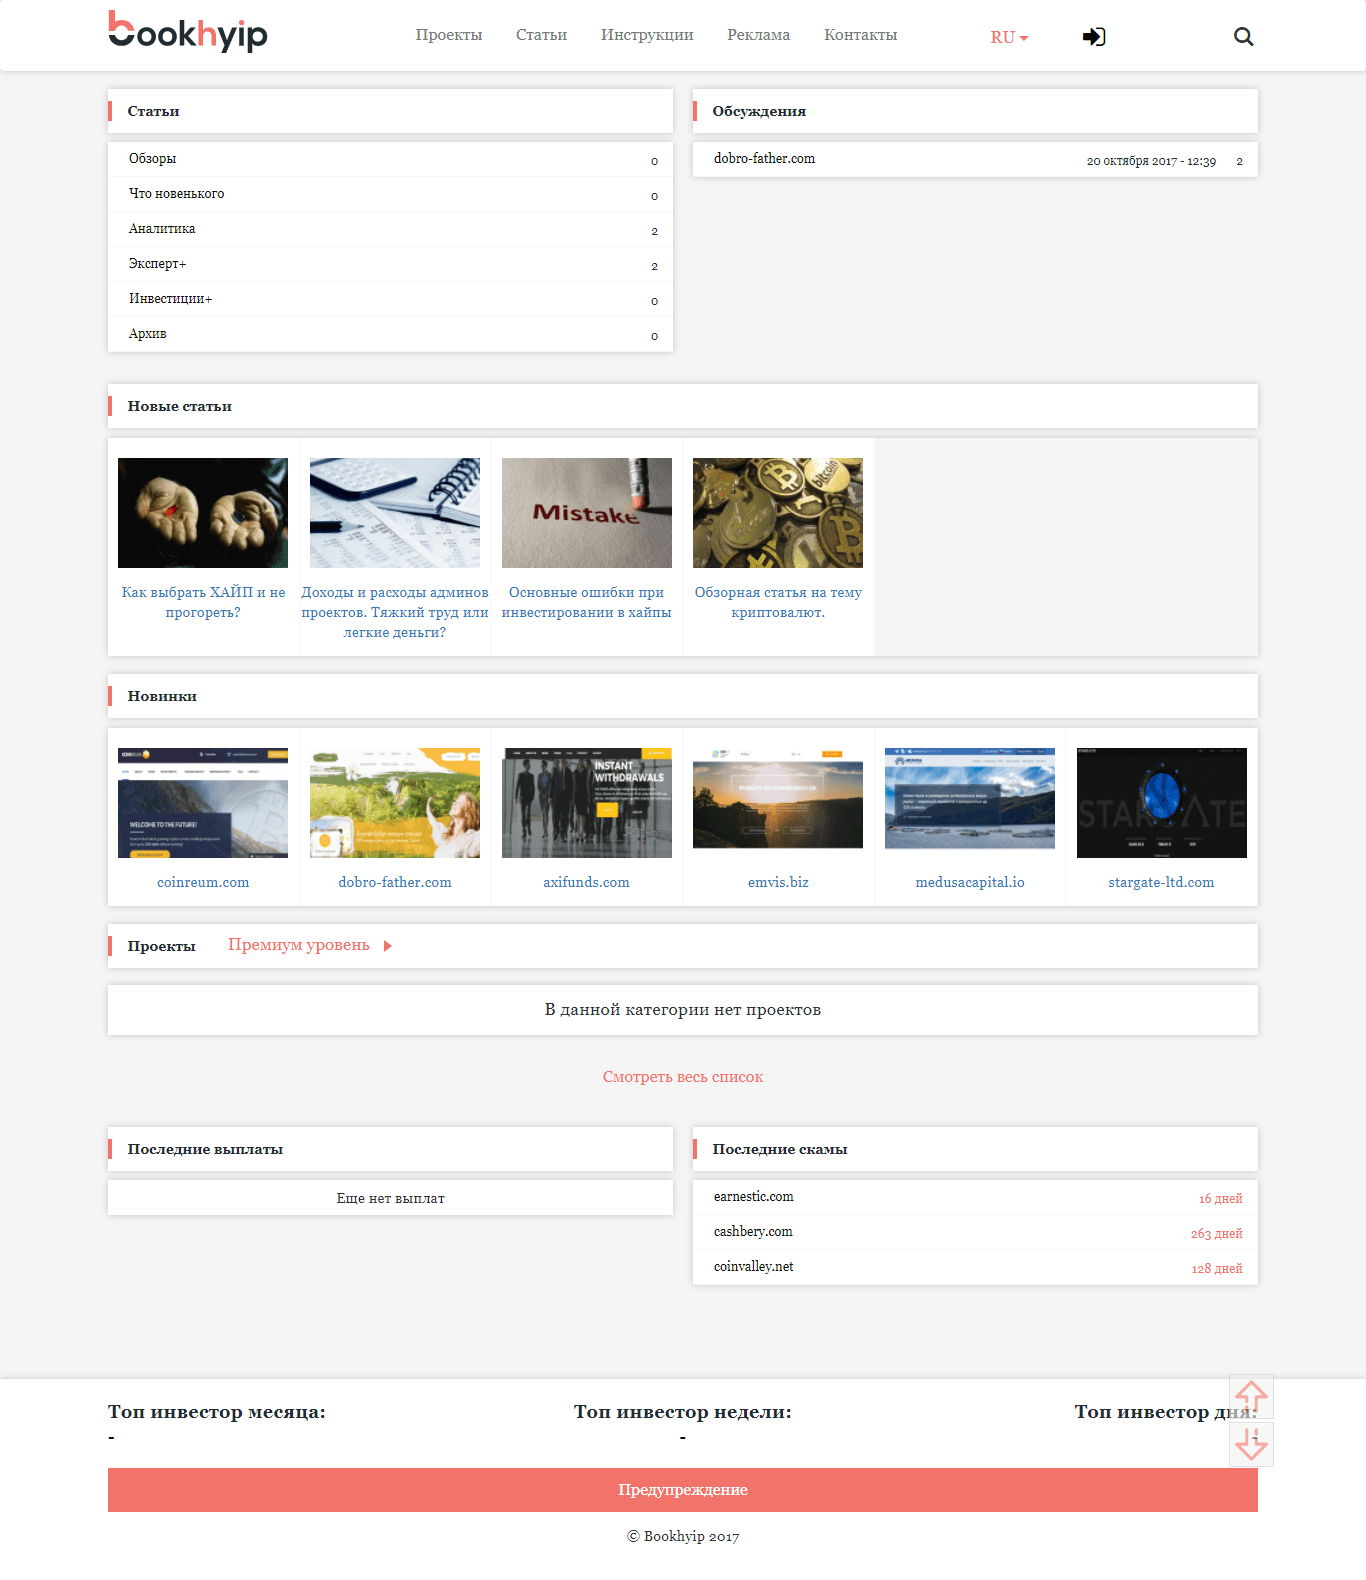 bookhyip
Проекты Статьи Инструкции Реклама Контакты RU
Статьи
Обзоры 0
Что новенького 0
Аналитика 2
Эксперт+ 2
Инвестиции+ 0
Архив 0
Обсуждения
dobro-father.com 20 октября 2017 - 12:39 2
Новые статьи
Mistake
bitcoin
Как выбрать ХАЙП и не
прогореть?
Доходы и расходы админов
проектов. Тяжкий труд или
легкие деньги?
Основные ошибки при
инвестировании в хайпы
Обзорная статья на тему
криптовалют.
Новинки
WELCOME TO THE FUTURE!
INSTANT
WITHDRAWALS
STARGATE
coinreum.com
dobro-father.com
axifunds.com
emvis.biz
medusacapital.io
stargate-ltd.com
Проекты Премиум уровень
В данной категории нет проектов
Смотреть весь список
Последние выплаты
Еще нет выплат
Последние скамы
earnestic.com 16 дней
cashbery.com 263 дней
coinvalley.net 128 дней
Топ инвестор месяца:
-
Топ инвестор недели:
-
Топ инвестор дня:
-
Предупреждение
© Bookhyip 2017